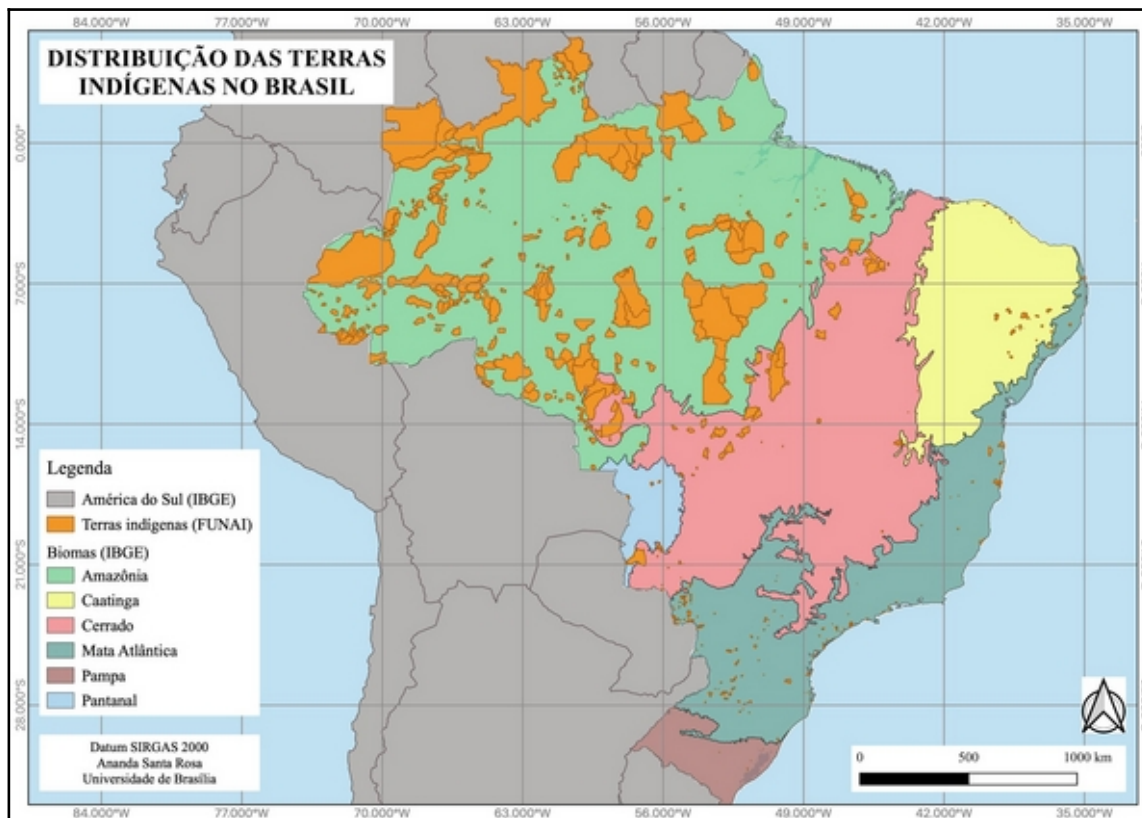 84.000°W 77.000°W 70.000°W 63.000°W 56.000°W 49.000°W 42.000°W 35.000°W
DISTRIBUIÇÃO DAS TERRAS
INDÍGENAS NO BRASIL
0.000°
7.000°S
14.000°S
Legenda
América do Sul (IBGE)
Terras indígenas (FUNAI)
Biomas (IBGE)
21.000°S
Amazônia
Caatinga
Cerrado
Mata Atlântica
Pampa
28.000°S
Pantanal
Datum SIRGAS 2000
Ananda Santa Rosa
Universidade de Brasília
0 500 1000 km
84.000°W 77.000°W 70.000°W 63.000°W 56.000°W 49.000°W 42.000°W 35.000°W